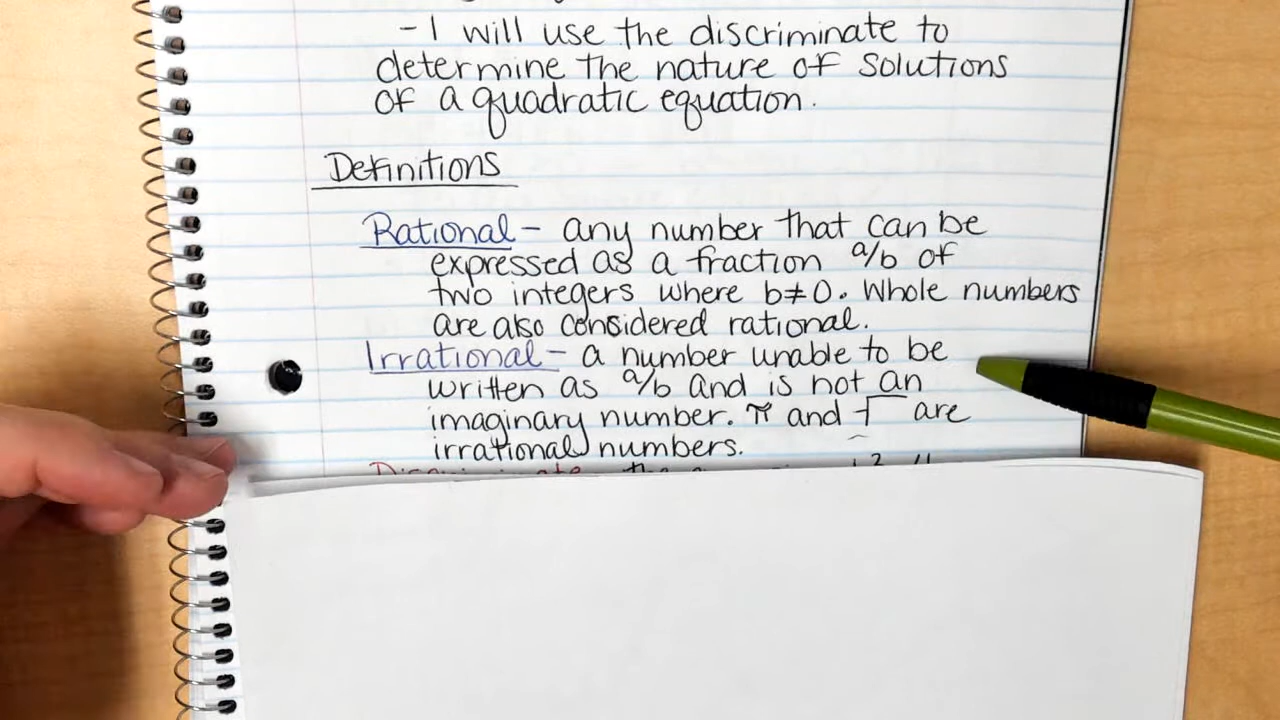 - I will use the discriminate to
determine the nature of solutions
of a quadratic equation.
Definitions
Rational - any number that can be
expressed as a fraction a/b of
two integers where b≠0. Whole numbers
are also considered rational.
Irrational - a number unable to be
written as a/b and is not an
imaginary number. π and √ are
irrational numbers.
Discriminate